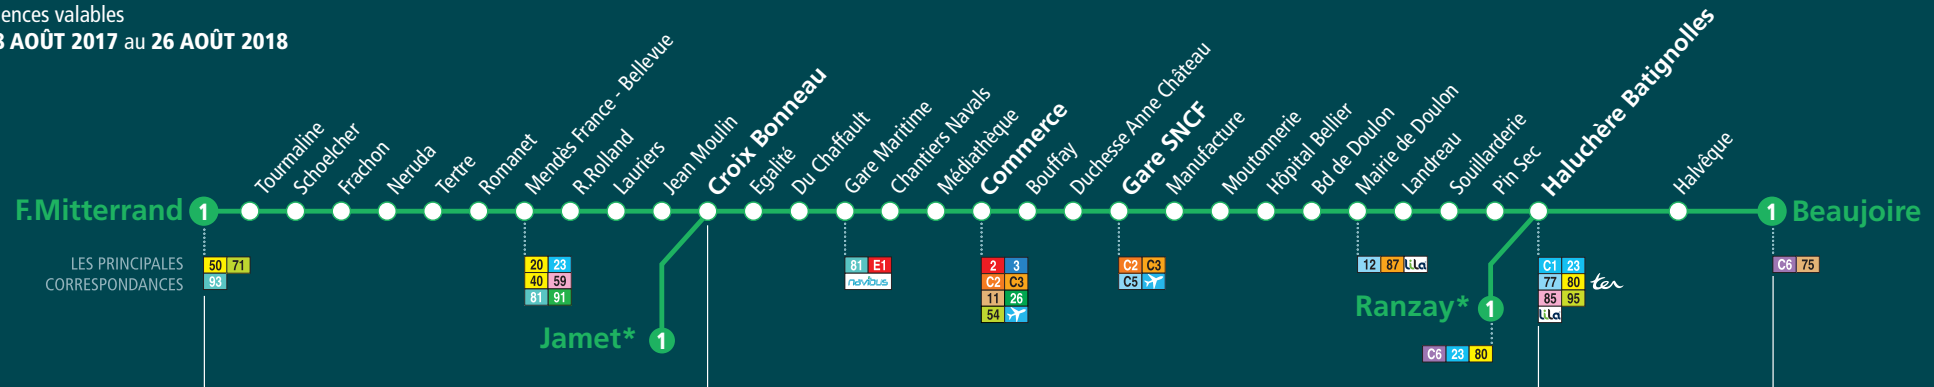 ences valables
AOÛT 2017 au 26 AOÛT 2018
F.Mitterrand 1
Tourmaline
Schoelcher
Frachon
Neruda
Tertre
Romanet
Mendès France - Bellevue
R.Rolland
Lauriers
Jean Moulin
Croix Bonneau
Egalité
Du Chaffault
Gare Maritime
Chantiers Navals
Médiathèque
Commerce
Bouffay
Duchesse Anne Château
Gare SNCF
Manufacture
Moutonnerie
Hôpital Bellier
Bd de Doulon
Mairie de Doulon
Landreau
Souillarderie
Pin Sec
Haluchère Batignolles
Halvêque
1 Beaujoire
LES PRINCIPALES
CORRESPONDANCES
50 71
93
20 23
40 59
81 91
81 E1
navibus
2 3
C2 C3
11 26
54
C2 C3
C5
12 87 LiLa
C1 23
77 80 ter
85 95
LiLa
C6 75
Jamet* 1
Ranzay* 1
C6 23 80